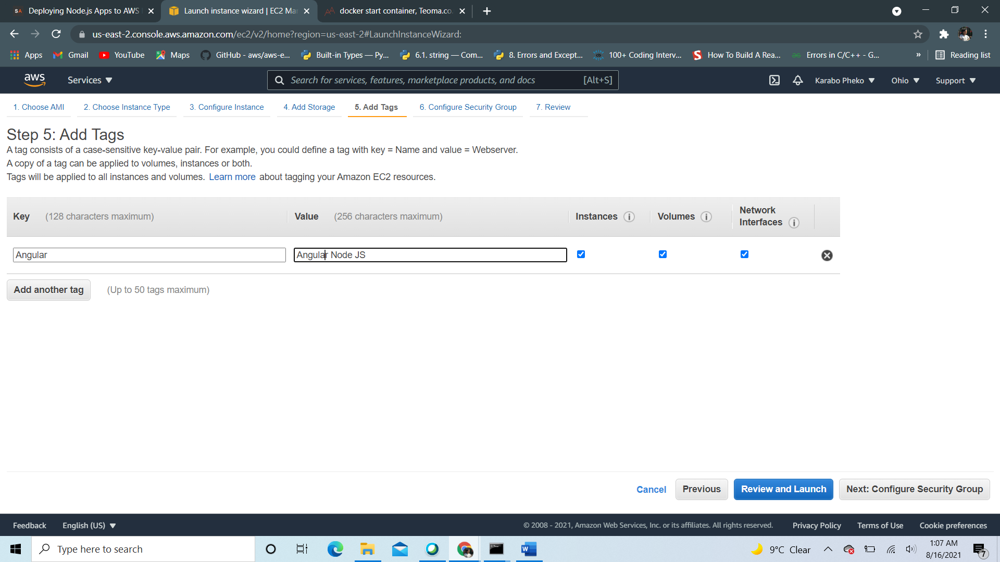 Deploying Node.js Apps to AWS
Launch instance wizard | EC2 Mar
docker start container, Teoma.co.
us-east-2.console.aws.amazon.com/ec2/v2/home?region=us-east-2#LaunchInstanceWizard:
Apps
Gmail
YouTube
Maps
GitHub - aws/aws-e...
Built-in Types — Py...
6.1. string — Com...
8. Errors and Except...
100+ Coding Interv...
How To Build A Rea...
Errors in C/C++ - G...
»
Reading list
aws
Services
Search for services, features, marketplace products, and docs [Alt+S]
Karabo Pheko
Ohio
Support
1. Choose AMI
2. Choose Instance Type
3. Configure Instance
4. Add Storage
5. Add Tags
6. Configure Security Group
7. Review
Step 5: Add Tags
A tag consists of a case-sensitive key-value pair. For example, you could define a tag with key = Name and value = Webserver.
A copy of a tag can be applied to volumes, instances or both.
Tags will be applied to all instances and volumes. Learn more about tagging your Amazon EC2 resources.
Key (128 characters maximum)
Value (256 characters maximum)
Instances
Volumes
Network
Interfaces
Angular
Angular Node JS
Add another tag
(Up to 50 tags maximum)
Cancel
Previous
Review and Launch
Next: Configure Security Group
Feedback
English (US)
© 2008 - 2021, Amazon Web Services, Inc. or its affiliates. All rights reserved.
Privacy Policy
Terms of Use
Cookie preferences
Type here to search
9°C Clear
1:07 AM
8/16/2021
7